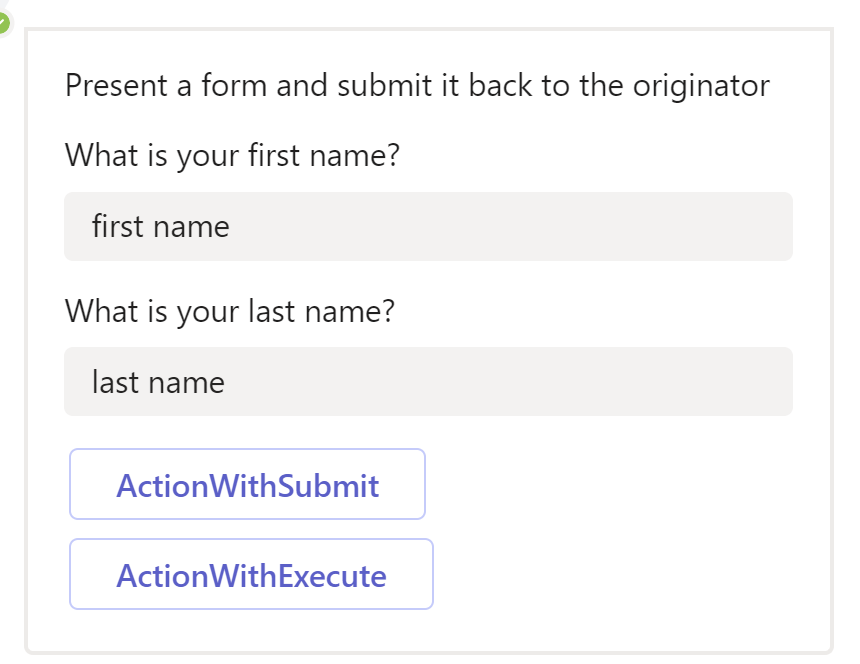 Present a form and submit it back to the originator
What is your first name?
first name
What is your last name?
last name
ActionWithSubmit
ActionWithExecute